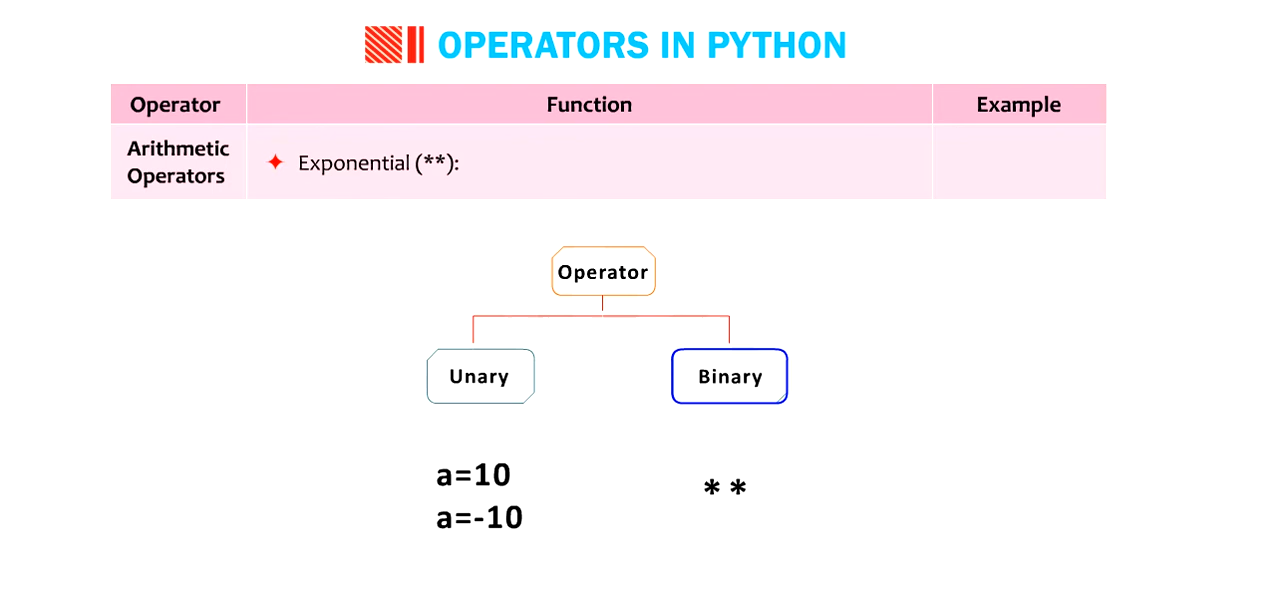 OPERATORS IN PYTHON
Operator Function Example
Arithmetic
Operators
Exponential (**):
Operator
Unary Binary
a=10
* *
a=-10